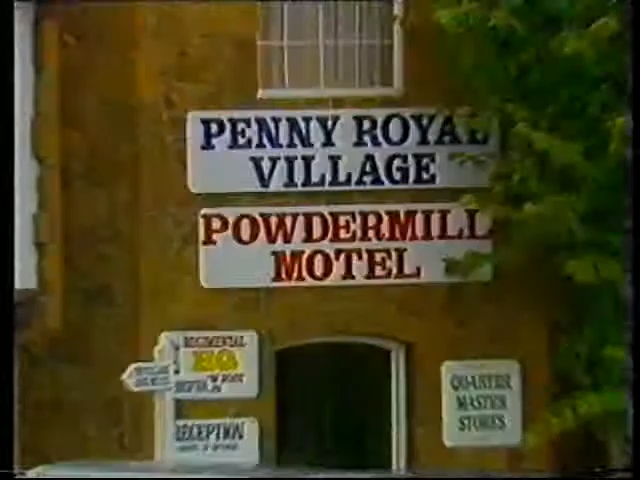 PENNY ROYAL
VILLAGE
POWDERMILL
MOTEL
REGIMENTAL
HQ
RECEPTION
QUARTER
MASTER
STORES